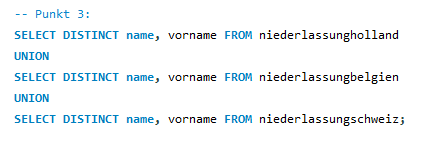 -- Punkt 3:
SELECT DISTINCT name, vorname FROM niederlassungholland
UNION
SELECT DISTINCT name, vorname FROM niederlassungbelgien
UNION
SELECT DISTINCT name, vorname FROM niederlassungschweiz;